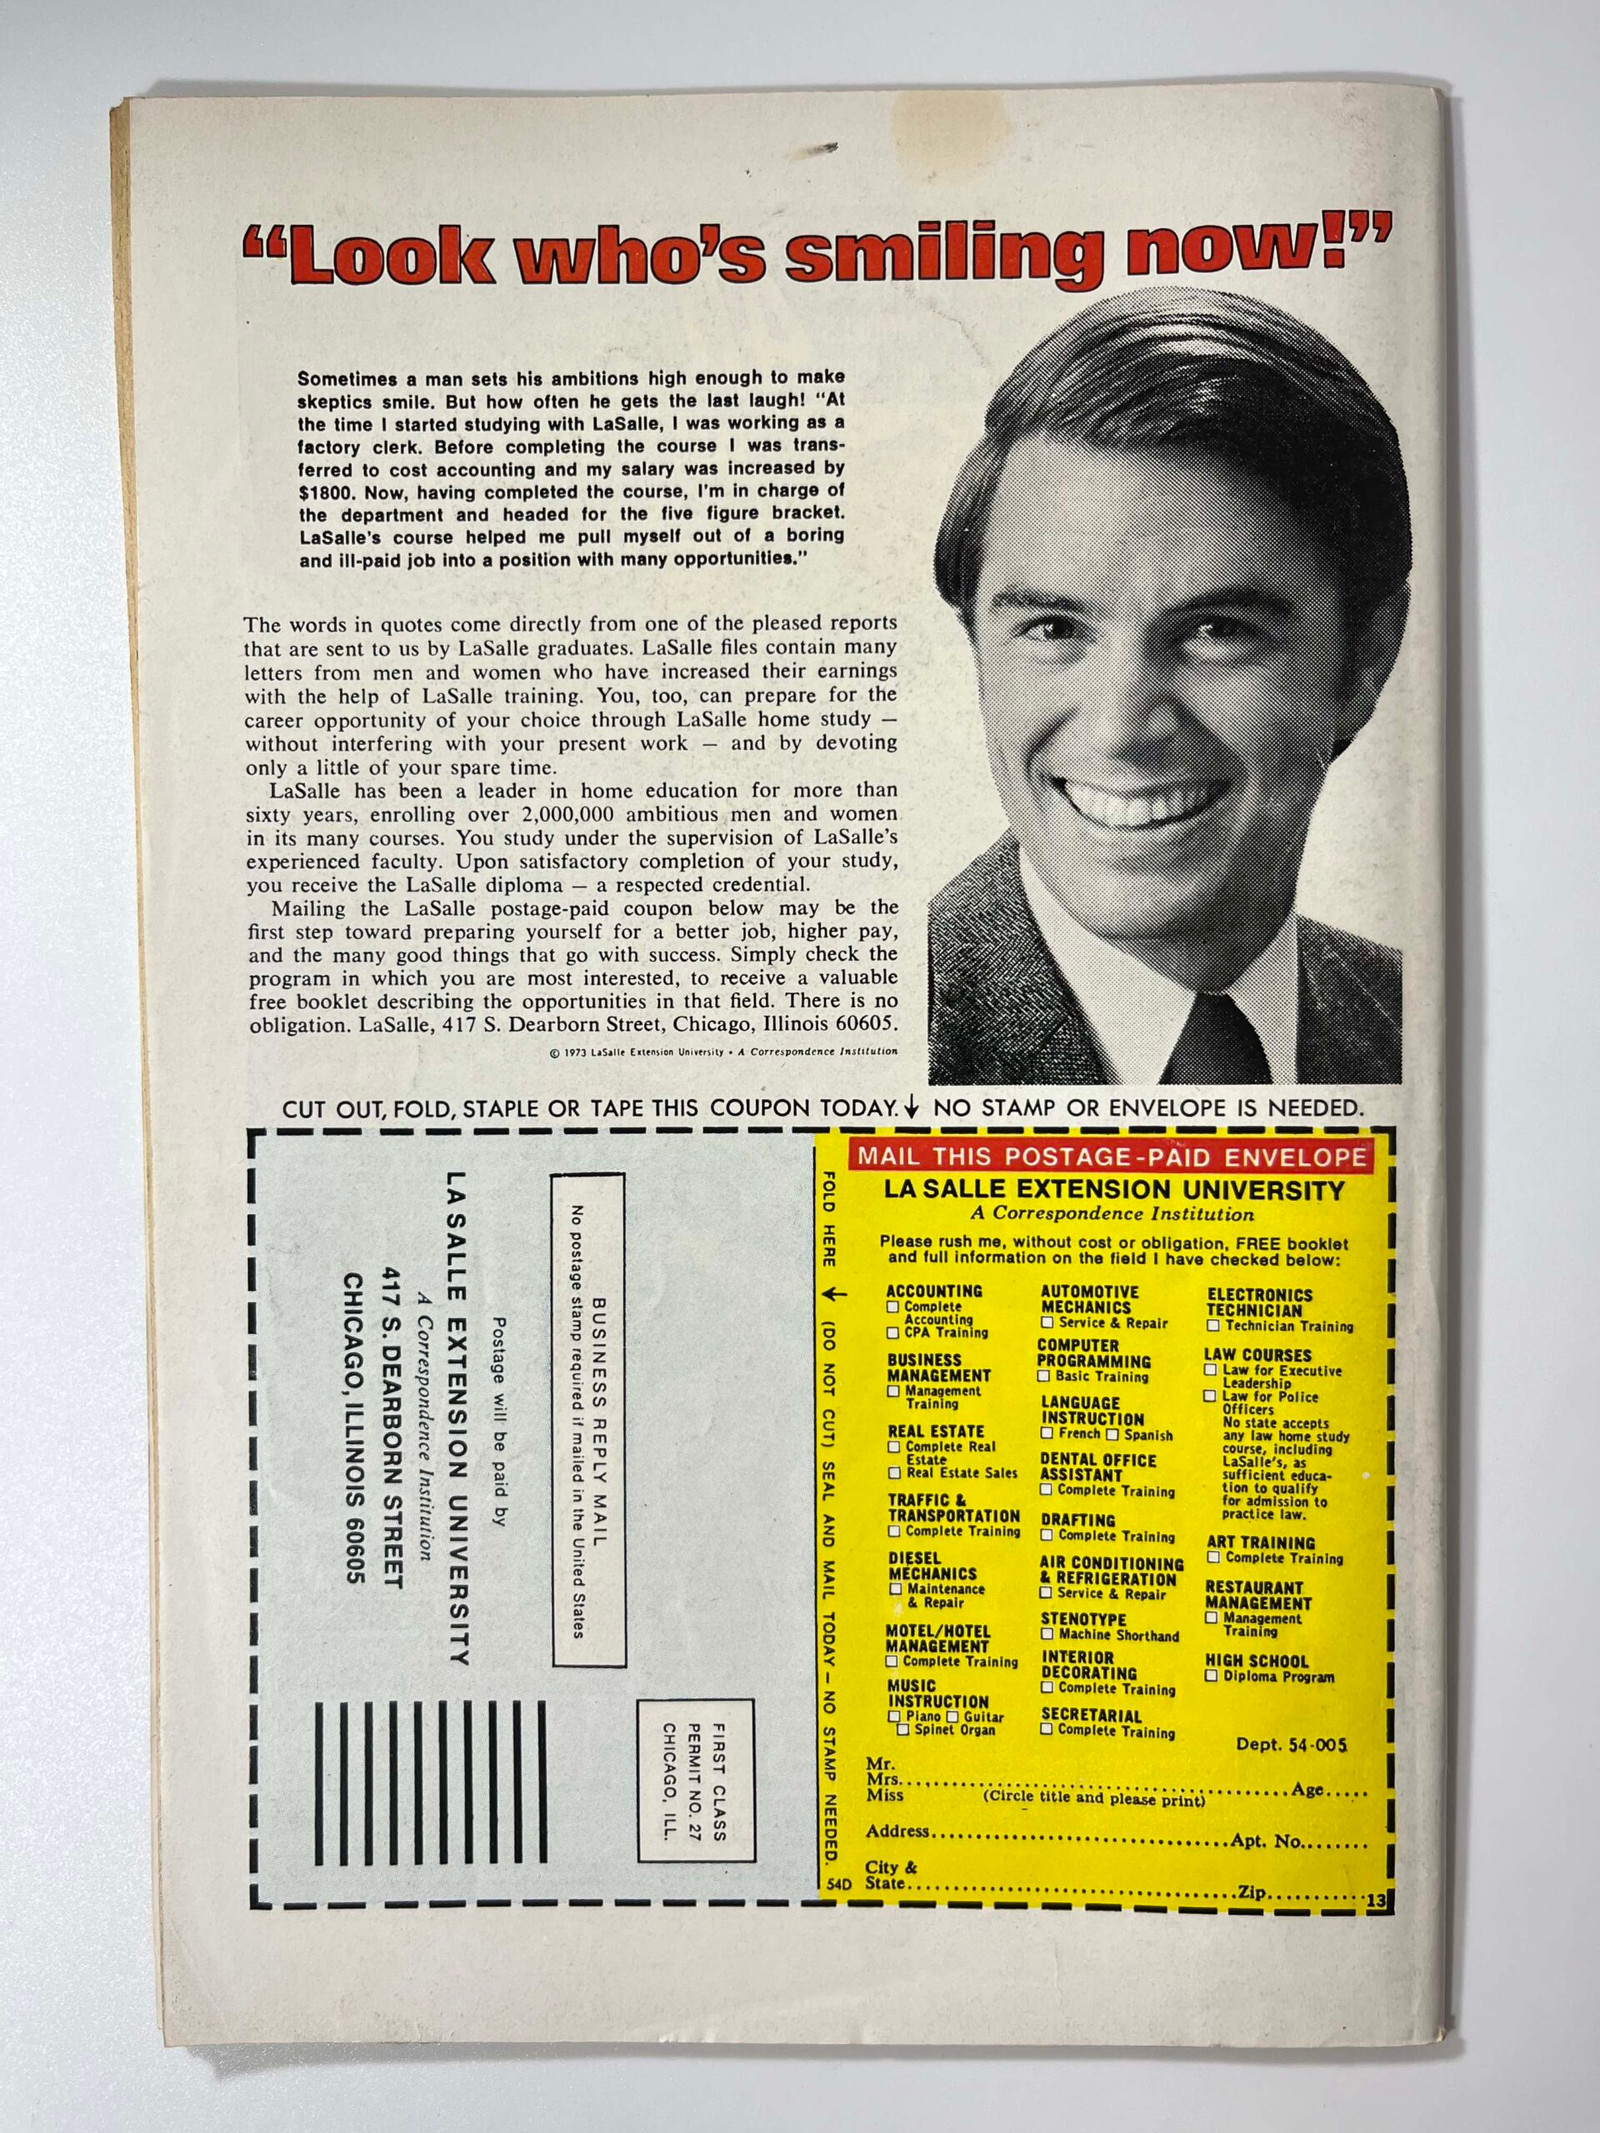 “Look who’s smiling now!”
Sometimes a man sets his ambitions high enough to make
skeptics smile. But how often he gets the last laugh! “At
the time I started studying with LaSalle, I was working as a
factory clerk. Before completing the course I was trans-
ferred to cost accounting and my salary was increased by
$1800. Now, having completed the course, I'm in charge of
the department and headed for the five figure bracket.
LaSalle's course helped me pull myself out of a boring
and ill-paid job into a position with many opportunities.”
The words in quotes come directly from one of the pleased reports
that are sent to us by LaSalle graduates. LaSalle files contain many
letters from men and women who have increased their earnings
with the help of LaSalle training. You, too, can prepare for the
career opportunity of your choice through LaSalle home study —
without interfering with your present work — and by devoting
only a little of your spare time.
LaSalle has been a leader in home education for more than
sixty years, enrolling over 2,000,000 ambitious men and women
in its many courses. You study under the supervision of LaSalle's
experienced faculty. Upon satisfactory completion of your study,
you receive the LaSalle diploma — a respected credential.
Mailing the LaSalle postage-paid coupon below may be the
first step toward preparing yourself for a better job, higher pay,
and the many good things that go with success. Simply check the
program in which you are most interested, to receive a valuable
free booklet describing the opportunities in that field. There is no
obligation. LaSalle, 417 S. Dearborn Street, Chicago, Illinois 60605.
© 1973 LaSalle Extension University • A Correspondence Institution
CUT OUT, FOLD, STAPLE OR TAPE THIS COUPON TODAY. ↓ NO STAMP OR ENVELOPE IS NEEDED.
FIRST CLASS
PERMIT NO. 27
CHICAGO, ILL.
BUSINESS REPLY MAIL
No postage stamp required if mailed in the United States
Postage will be paid by
LA SALLE EXTENSION UNIVERSITY
A Correspondence Institution
417 S. DEARBORN STREET
CHICAGO, ILLINOIS 60605
FOLD HERE ↓ (DO NOT CUT) SEAL AND MAIL TODAY — NO STAMP NEEDED.
54D
MAIL THIS POSTAGE-PAID ENVELOPE
LA SALLE EXTENSION UNIVERSITY
A Correspondence Institution
Please rush me, without cost or obligation, FREE booklet
and full information on the field I have checked below:
ACCOUNTING
☐ Complete
Accounting
☐ CPA Training
BUSINESS
MANAGEMENT
☐ Management
Training
REAL ESTATE
☐ Complete Real
Estate
☐ Real Estate Sales
TRAFFIC &
TRANSPORTATION
☐ Complete Training
DIESEL
MECHANICS
☐ Maintenance
& Repair
MOTEL/HOTEL
MANAGEMENT
☐ Complete Training
MUSIC
INSTRUCTION
☐ Piano ☐ Guitar
☐ Spinet Organ
AUTOMOTIVE
MECHANICS
☐ Service & Repair
COMPUTER
PROGRAMMING
☐ Basic Training
LANGUAGE
INSTRUCTION
☐ French ☐ Spanish
DENTAL OFFICE
ASSISTANT
☐ Complete Training
DRAFTING
☐ Complete Training
AIR CONDITIONING
& REFRIGERATION
☐ Service & Repair
STENOTYPE
☐ Machine Shorthand
INTERIOR
DECORATING
☐ Complete Training
SECRETARIAL
☐ Complete Training
ELECTRONICS
TECHNICIAN
☐ Technician Training
LAW COURSES
☐ Law for Executive
Leadership
☐ Law for Police
Officers
No state accepts
any law home study
course, including
LaSalle's, as
sufficient educa-
tion to qualify
for admission to
practice law.
ART TRAINING
☐ Complete Training
RESTAURANT
MANAGEMENT
☐ Management
Training
HIGH SCHOOL
☐ Diploma Program
Dept. 54-005
Mr.
Mrs. Age
Miss (Circle title and please print)
Address Apt. No.
City &
State Zip
13